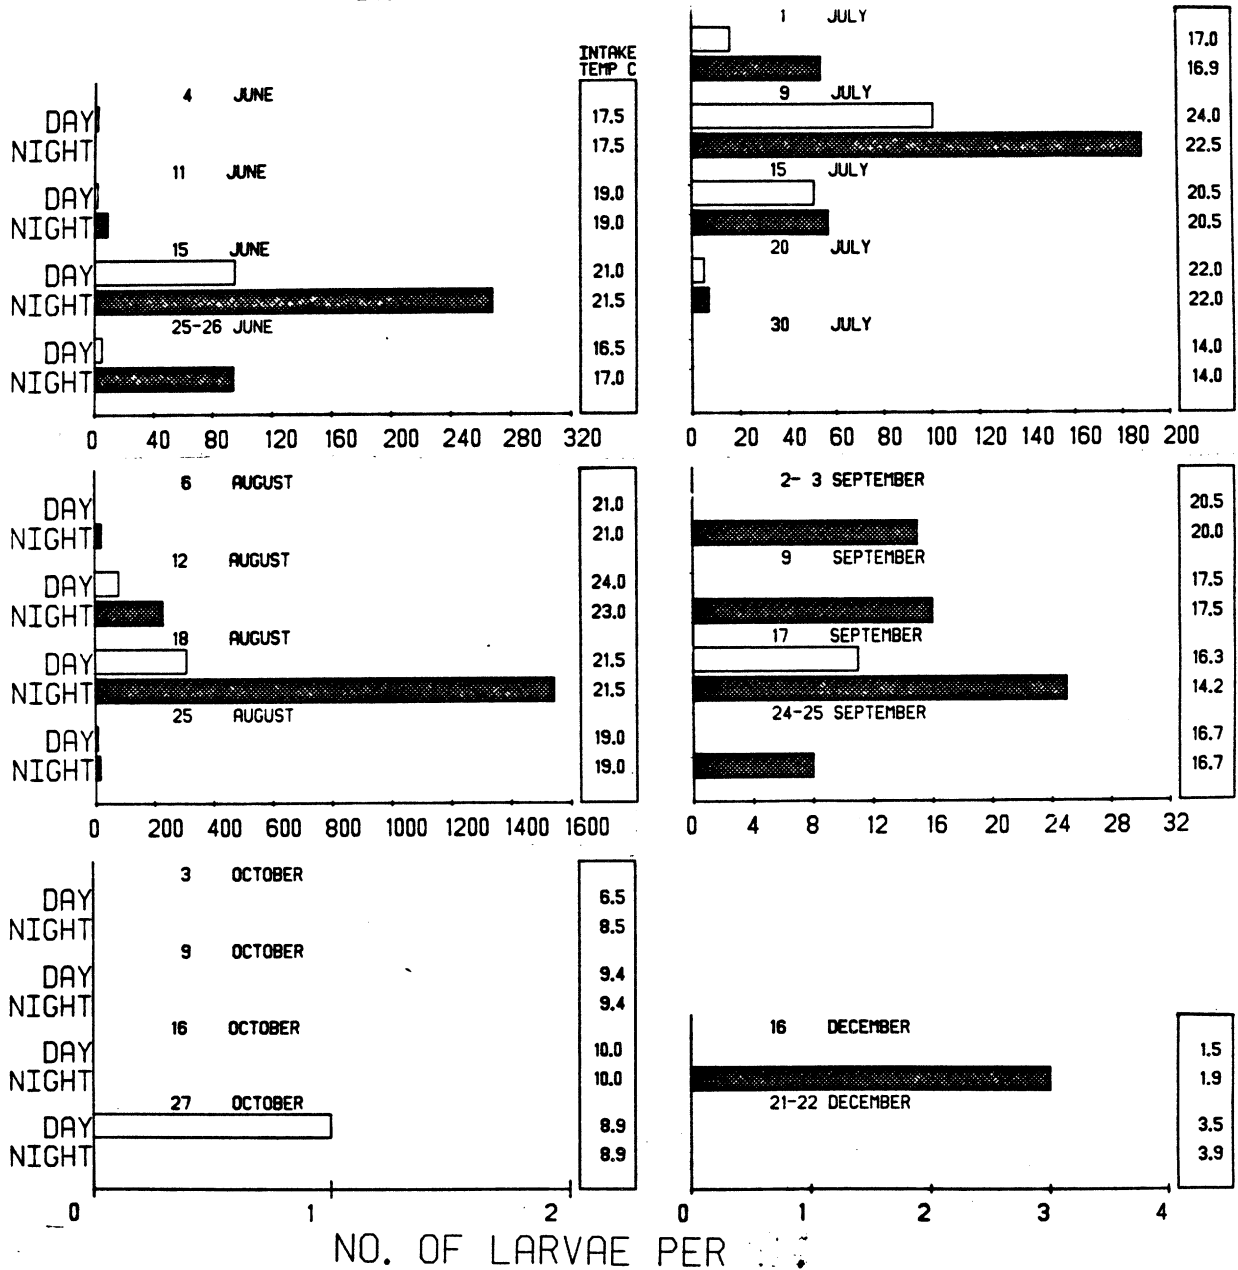 INTAKE
TEMP C
4 JUNE
DAY 17.5
NIGHT 17.5
11 JUNE
DAY 19.0
NIGHT 19.0
15 JUNE
DAY 21.0
NIGHT 21.5
25-26 JUNE
DAY 16.5
NIGHT 17.0
0 40 80 120 160 200 240 260 280 320
1 JULY
17.0
16.9
9 JULY
24.0
22.5
15 JULY
20.5
20.5
20 JULY
22.0
22.0
30 JULY
14.0
14.0
0 20 40 60 80 100 120 140 160 180 200
6 AUGUST
DAY 21.0
NIGHT 21.0
12 AUGUST
DAY 24.0
NIGHT 23.0
18 AUGUST
DAY 21.5
NIGHT 21.5
25 AUGUST
DAY 19.0
NIGHT 19.0
0 200 400 600 800 1000 1200 1400 1600
2- 3 SEPTEMBER
20.5
20.0
9 SEPTEMBER
17.5
17.5
17 SEPTEMBER
16.3
14.2
24-25 SEPTEMBER
16.7
16.7
0 4 8 12 16 20 24 28 32
3 OCTOBER
DAY 6.5
NIGHT 8.5
9 OCTOBER
DAY 9.4
NIGHT 9.4
16 OCTOBER
DAY 10.0
NIGHT 10.0
27 OCTOBER
DAY 8.9
NIGHT 8.9
0 1 2
16 DECEMBER
1.5
1.9
21-22 DECEMBER
3.5
3.9
0 1 2 3 4
NO. OF LARVAE PER